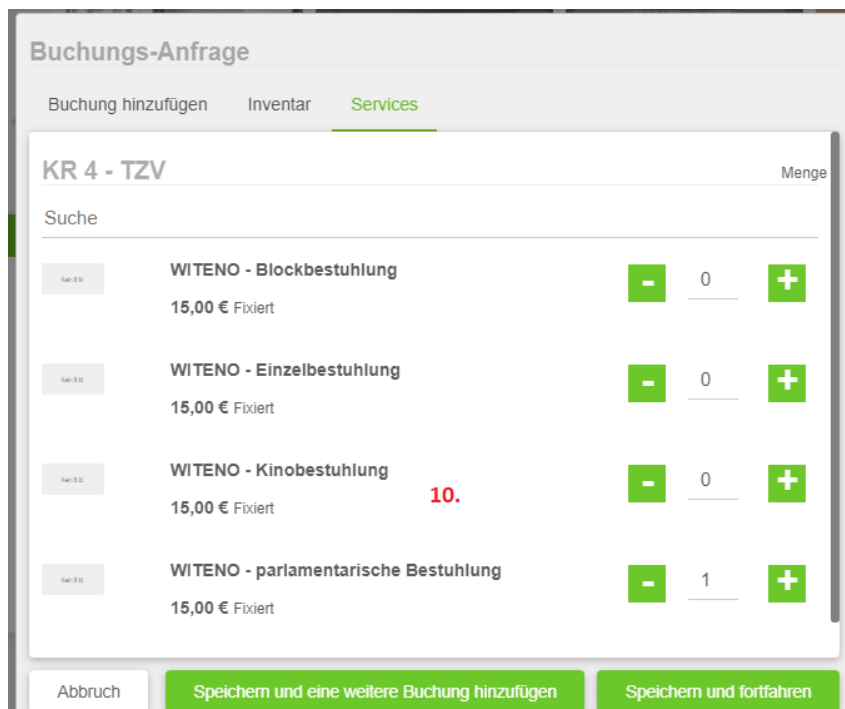 Buchungs-Anfrage
Buchung hinzufügen Inventar Services
KR 4 - TZV Menge
Suche
WITENO - Blockbestuhlung
- 0 +
15,00 € Fixiert
WITENO - Einzelbestuhlung
- 0 +
15,00 € Fixiert
WITENO - Kinobestuhlung
- 0 +
10.
15,00 € Fixiert
WITENO - parlamentarische Bestuhlung
- 1 +
15,00 € Fixiert
Abbruch Speichern und eine weitere Buchung hinzufügen Speichern und fortfahren